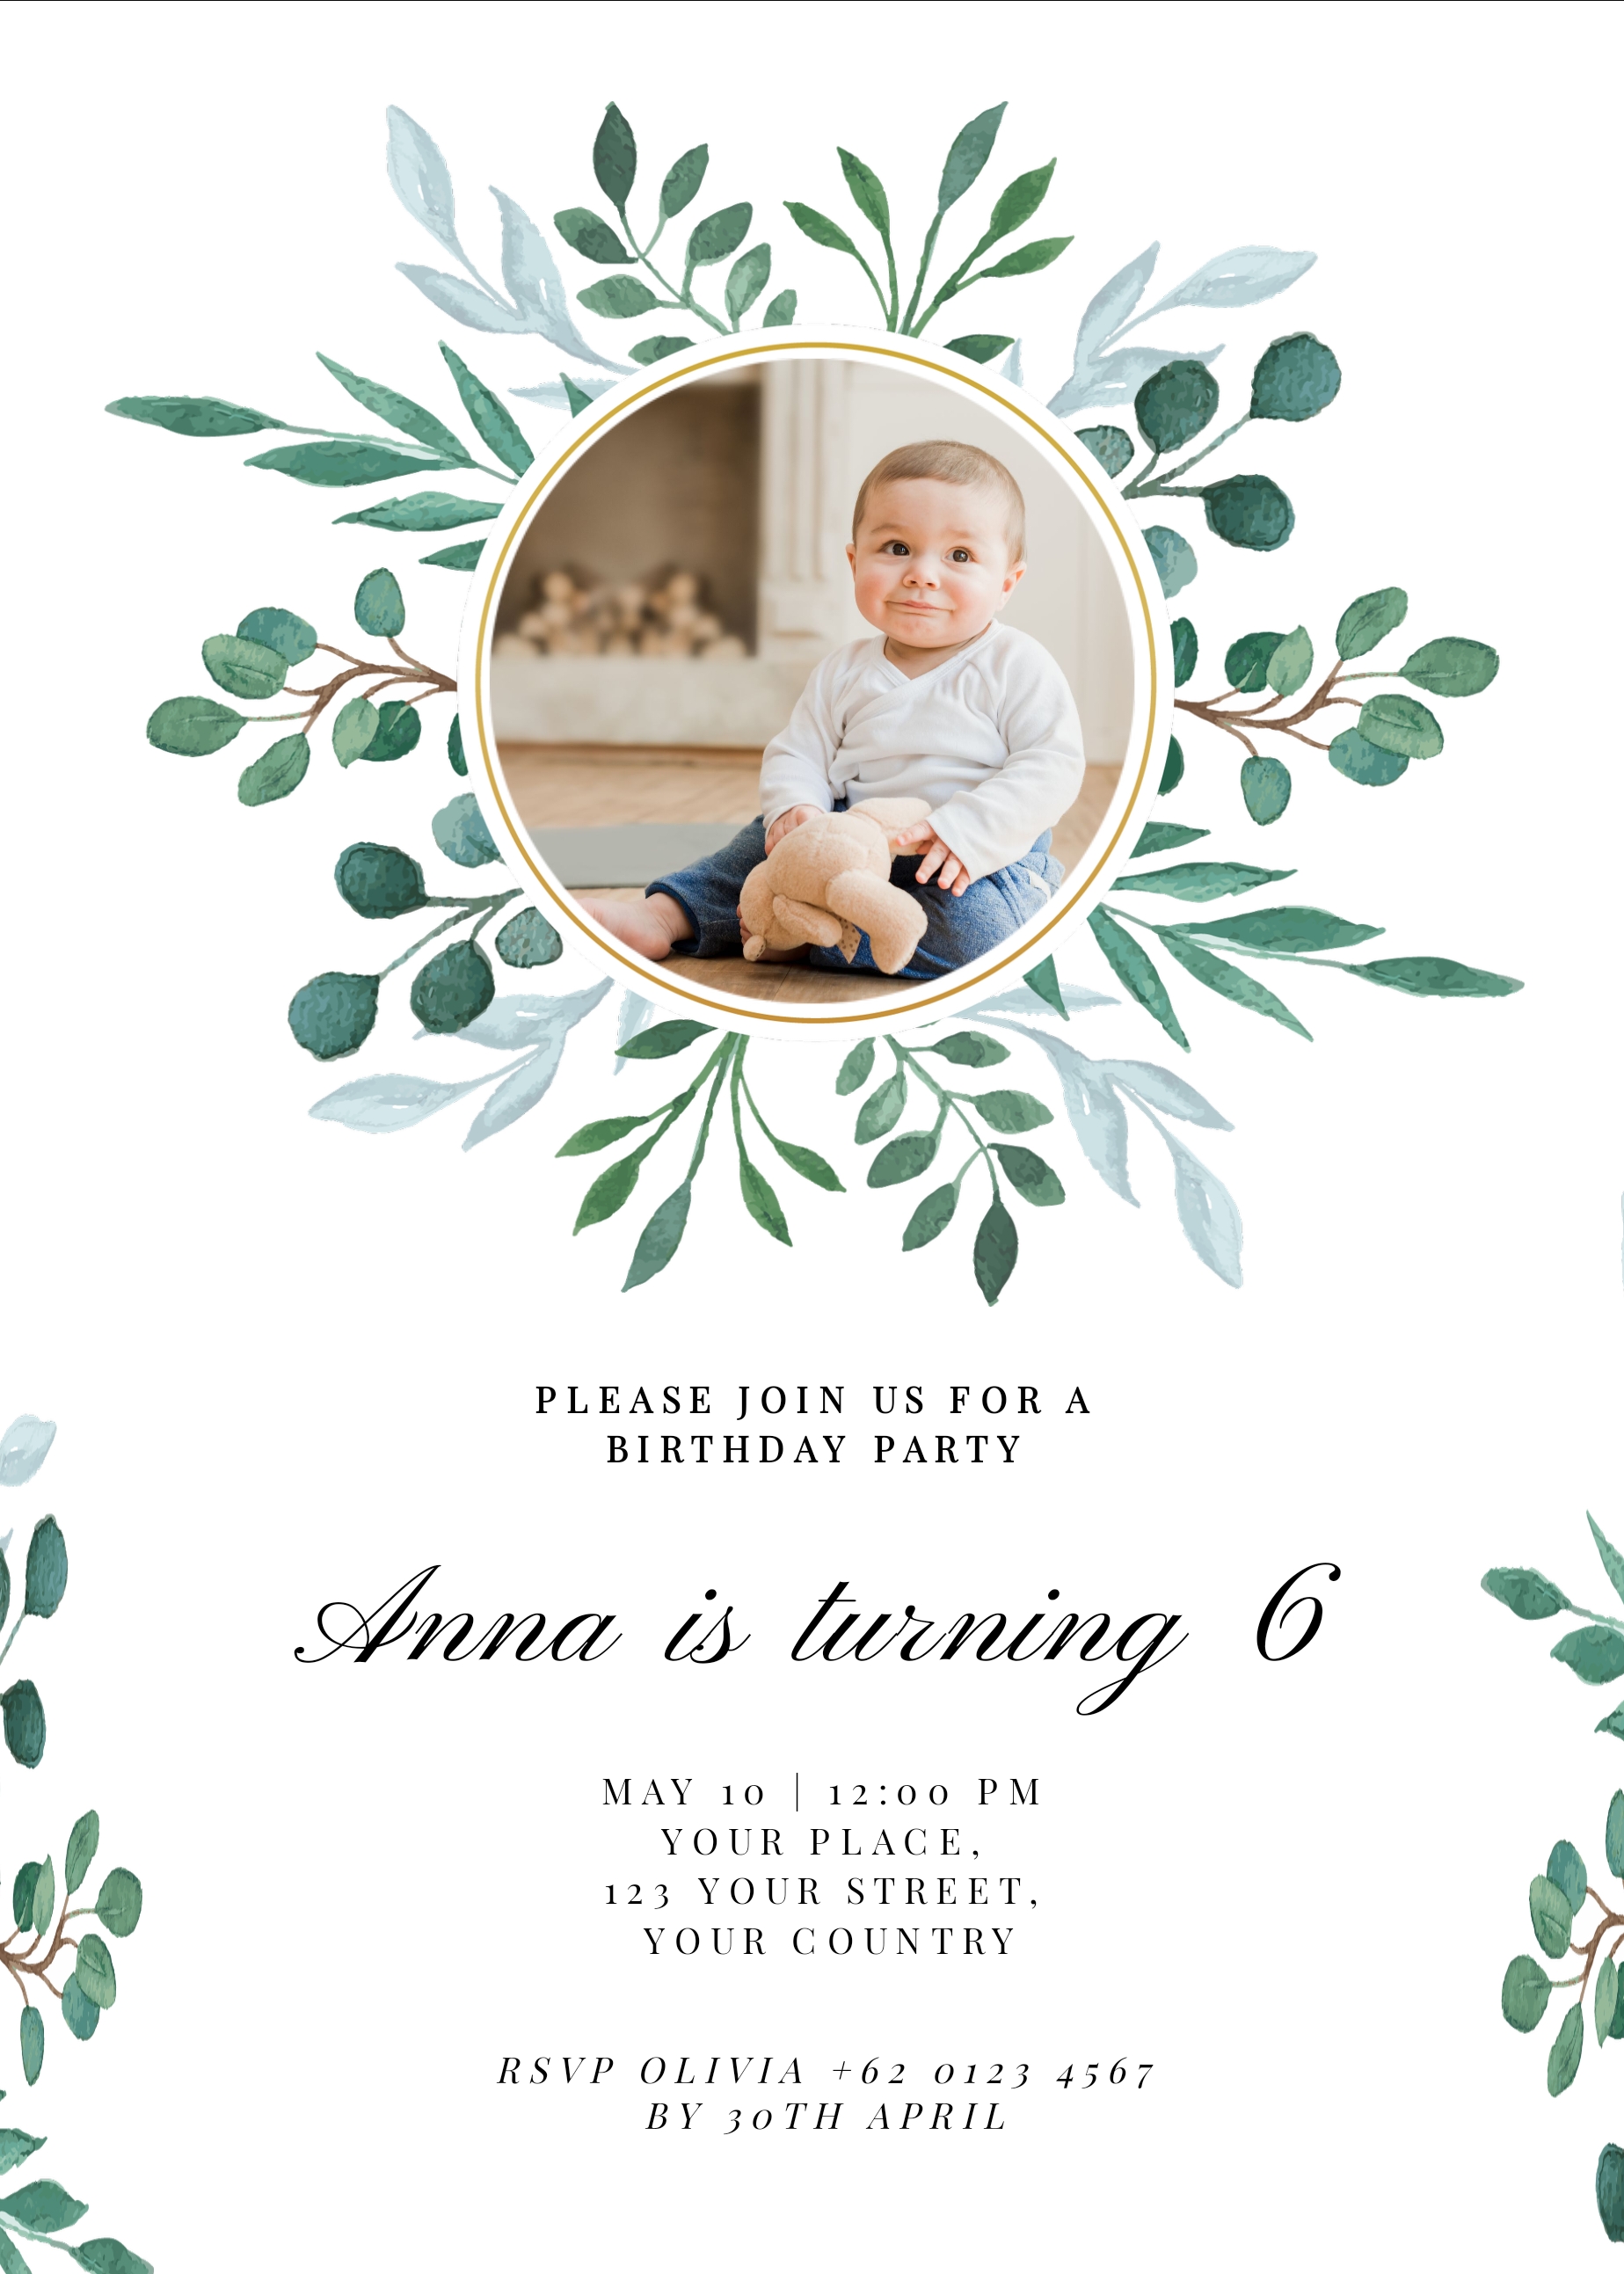 PLEASE JOIN US FOR A
BIRTHDAY PARTY
Anna is turning 6
MAY 10 | 12:00 PM
YOUR PLACE,
123 YOUR STREET,
YOUR COUNTRY
RSVP OLIVIA +62 0123 4567
BY 30TH APRIL